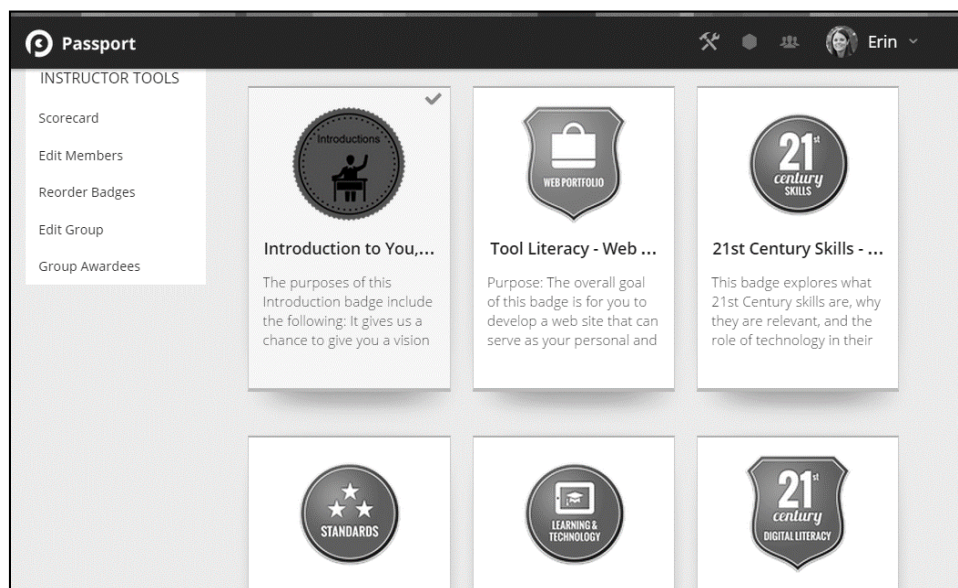 Passport
Erin
INSTRUCTOR TOOLS
Scorecard
Edit Members
Reorder Badges
Edit Group
Group Awardees
Introductions
Introduction to You,...
The purposes of this
Introduction badge include
the following: It gives us a
chance to give you a vision
WEB PORTFOLIO
Tool Literacy - Web ...
Purpose: The overall goal
of this badge is for you to
develop a web site that can
serve as your personal and
21st
century
SKILLS
21st Century Skills - ...
This badge explores what
21st Century skills are, why
they are relevant, and the
role of technology in their
STANDARDS
LEARNING &
TECHNOLOGY
21st
century
DIGITAL LITERACY